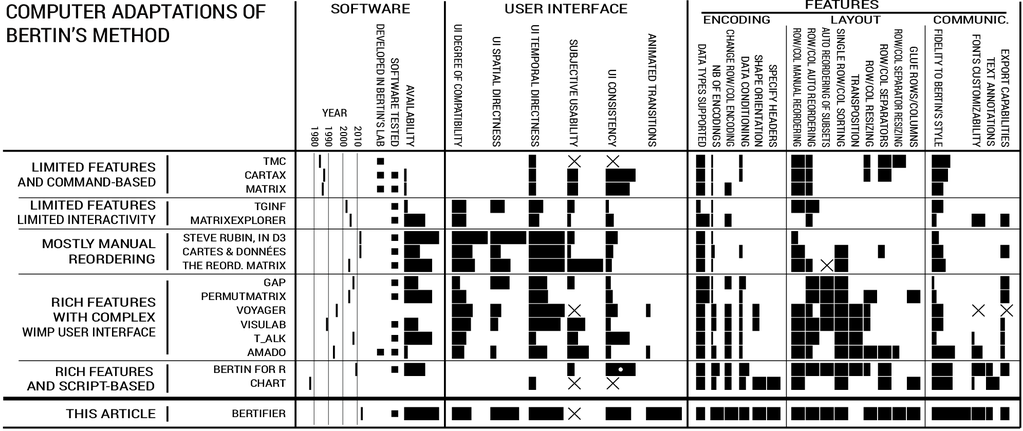 COMPUTER ADAPTATIONS OF
BERTIN'S METHOD
SOFTWARE
USER INTERFACE
FEATURES
ENCODING
LAYOUT
COMMUNIC.
YEAR
1980
1990
2000
2010
DEVELOPED IN BERTIN'S LAB
SOFTWARE TESTED
AVAILABILITY
UI DEGREE OF COMPATIBILITY
UI SPATIAL DIRECTNESS
UI TEMPORAL DIRECTNESS
SUBJECTIVE USABILITY
UI CONSISTENCY
ANIMATED TRANSITIONS
DATA TYPES SUPPORTED
NB OF ENCODINGS
CHANGE ROW/COL ENCODING
DATA CONDITIONING
SHAPE ORIENTATION
SPECIFY HEADERS
ROW/COL MANUAL REORDERING
ROW/COL AUTO REORDERING
AUTO REORDERING OF SUBSETS
SINGLE ROW/COL SORTING
TRANSPOSITION
ROW/COL RESIZING
ROW/COL SEPARATORS
ROW/COL SEPARATOR RESIZING
GLUE ROWS/COLUMNS
FIDELITY TO BERTIN'S STYLE
FONTS CUSTOMIZABILITY
TEXT ANNOTATIONS
EXPORT CAPABILITIES
LIMITED FEATURES
AND COMMAND-BASED
TMC
CARTAX
MATRIX
LIMITED FEATURES
LIMITED INTERACTIVITY
TGINF
MATRIXEXPLORER
MOSTLY MANUAL
REORDERING
STEVE RUBIN, IN D3
CARTES & DONNÉES
THE REORD. MATRIX
RICH FEATURES
WITH COMPLEX
WIMP USER INTERFACE
GAP
PERMUTMATRIX
VOYAGER
VISULAB
T_ALK
AMADO
RICH FEATURES
AND SCRIPT-BASED
BERTIN FOR R
CHART
THIS ARTICLE
BERTIFIER